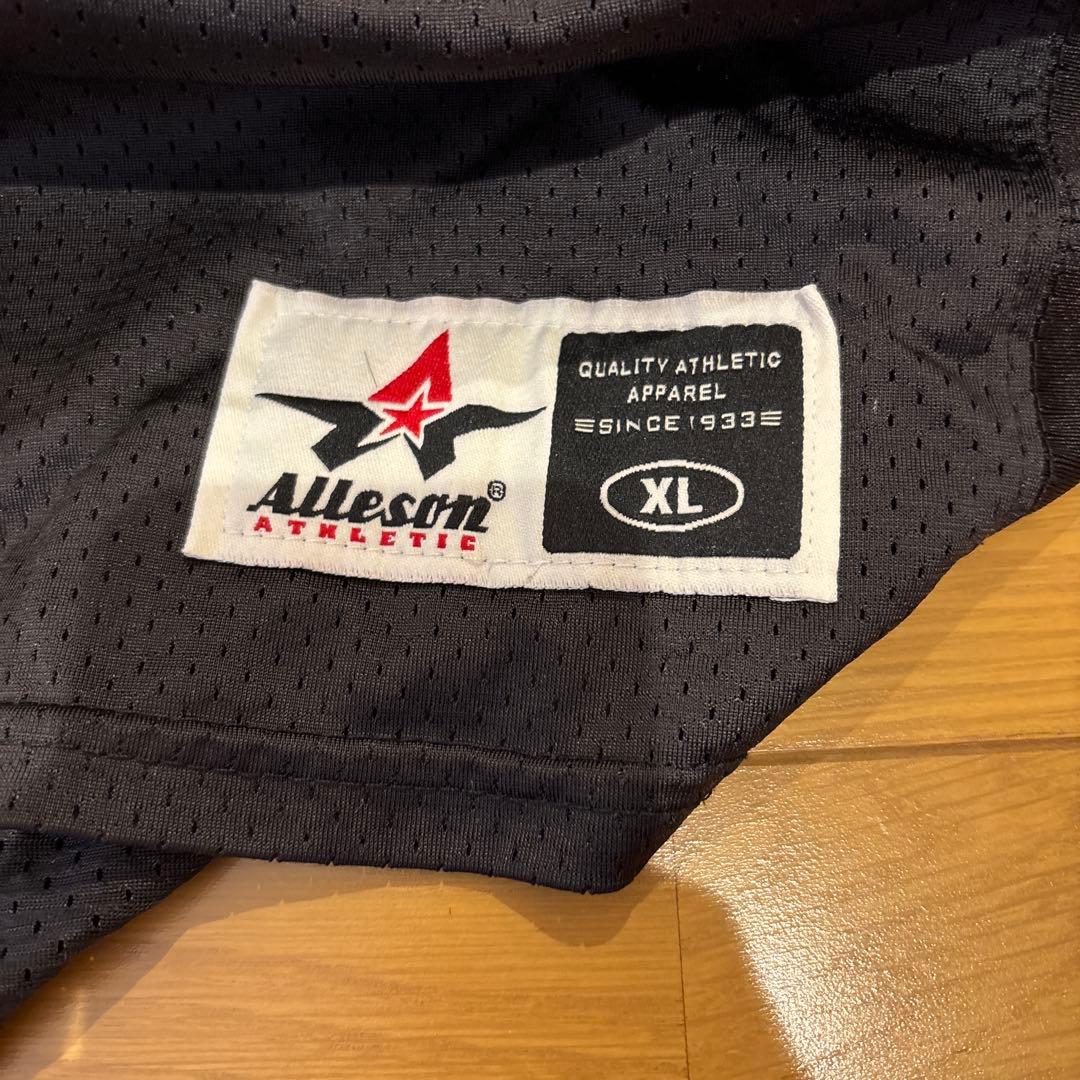 Alleson®
ATHLETIC
QUALITY ATHLETIC
APPAREL
SINCE 1933
XL